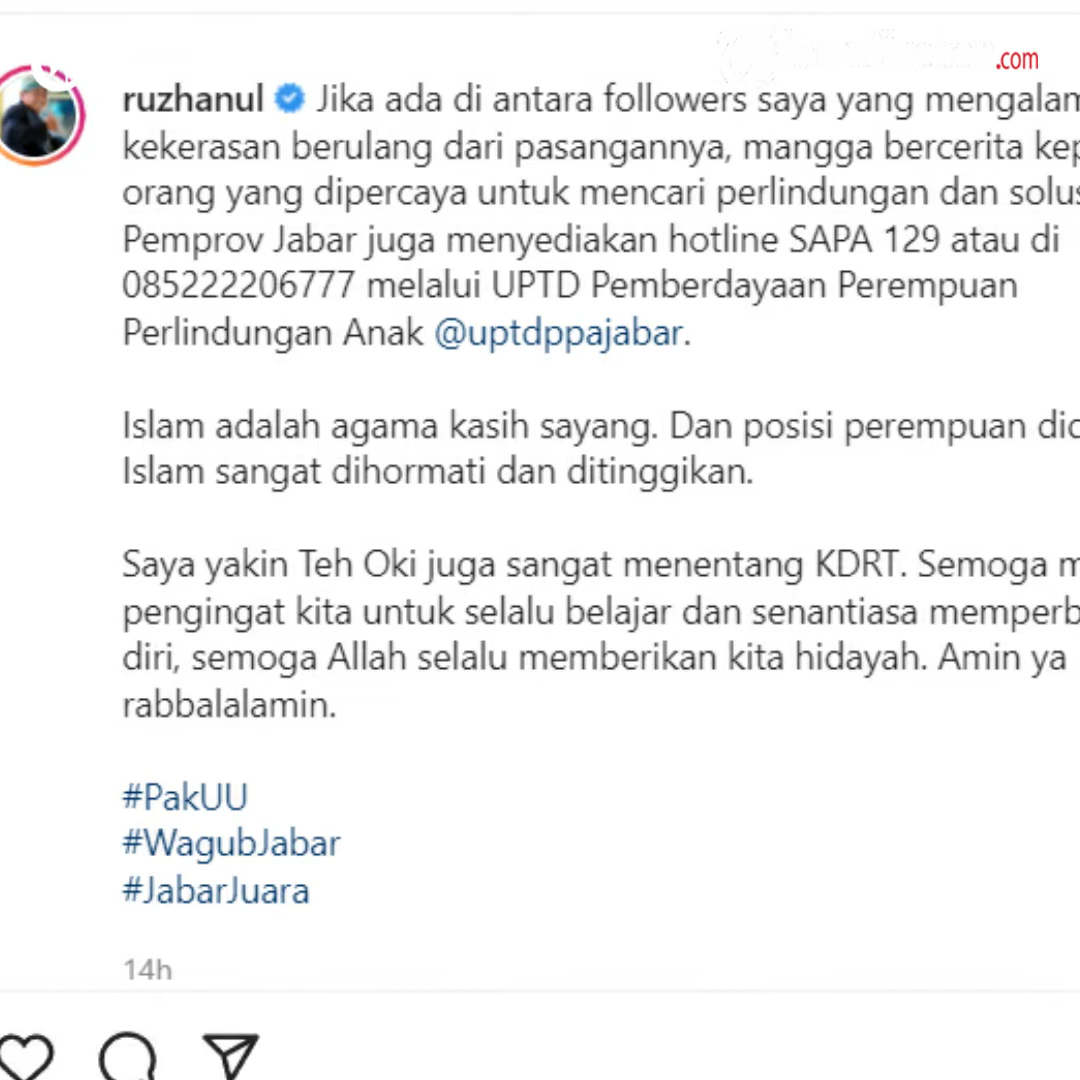 .com
ruzhanul Jika ada di antara followers saya yang mengalam
kekerasan berulang dari pasangannya, mangga bercerita kep
orang yang dipercaya untuk mencari perlindungan dan solus
Pemprov Jabar juga menyediakan hotline SAPA 129 atau di
085222206777 melalui UPTD Pemberdayaan Perempuan
Perlindungan Anak @uptdppajabar.
Islam adalah agama kasih sayang. Dan posisi perempuan did
Islam sangat dihormati dan ditinggikan.
Saya yakin Teh Oki juga sangat menentang KDRT. Semoga m
pengingat kita untuk selalu belajar dan senantiasa memperb
diri, semoga Allah selalu memberikan kita hidayah. Amin ya
rabbalalamin.
#PakUU
#WagubJabar
#JabarJuara
14h